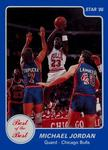 STAR '86
Best
of the
Best
MICHAEL JORDAN
Guard - Chicago Bulls